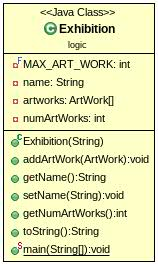 <<Java Class>>
C Exhibition
logic
F MAX_ART_WORK: int
name: String
artworks: ArtWork[]
numArtWorks: int
C Exhibition(String)
addArtWork(ArtWork):void
getName():String
setName(String):void
getNumArtWorks():int
toString():String
S main(String[]):void